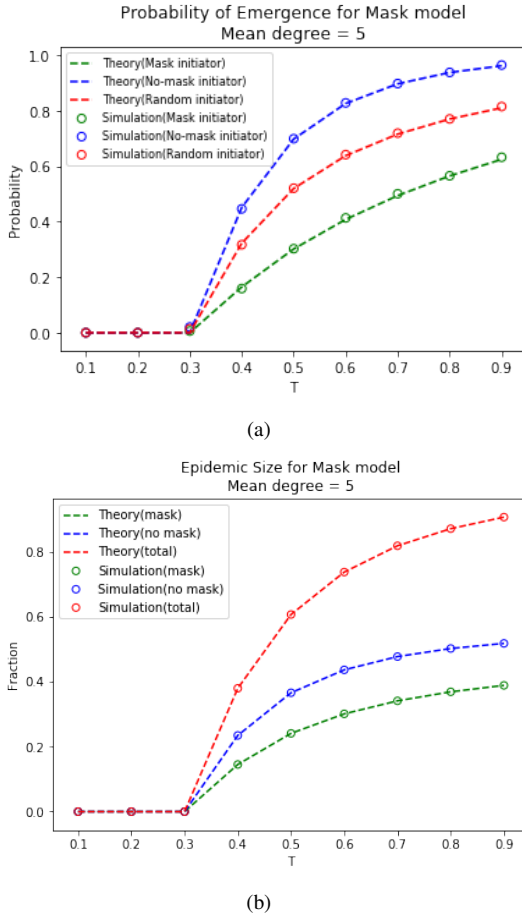 Probability of Emergence for Mask model
Mean degree = 5
Theory(Mask initiator)
Theory(No-mask initiator)
Theory(Random initiator)
Simulation(Mask initiator)
Simulation(No-mask initiator)
Simulation(Random initiator)
1.0
0.8
0.6
0.4
0.2
0.0
Probability
0.1 0.2 0.3 0.4 0.5 0.6 0.7 0.8 0.9
T
(a)
Epidemic Size for Mask model
Mean degree = 5
Theory(mask)
Theory(no mask)
Theory(total)
Simulation(mask)
Simulation(no mask)
Simulation(total)
0.8
0.6
0.4
0.2
0.0
Fraction
0.1 0.2 0.3 0.4 0.5 0.6 0.7 0.8 0.9
T
(b)